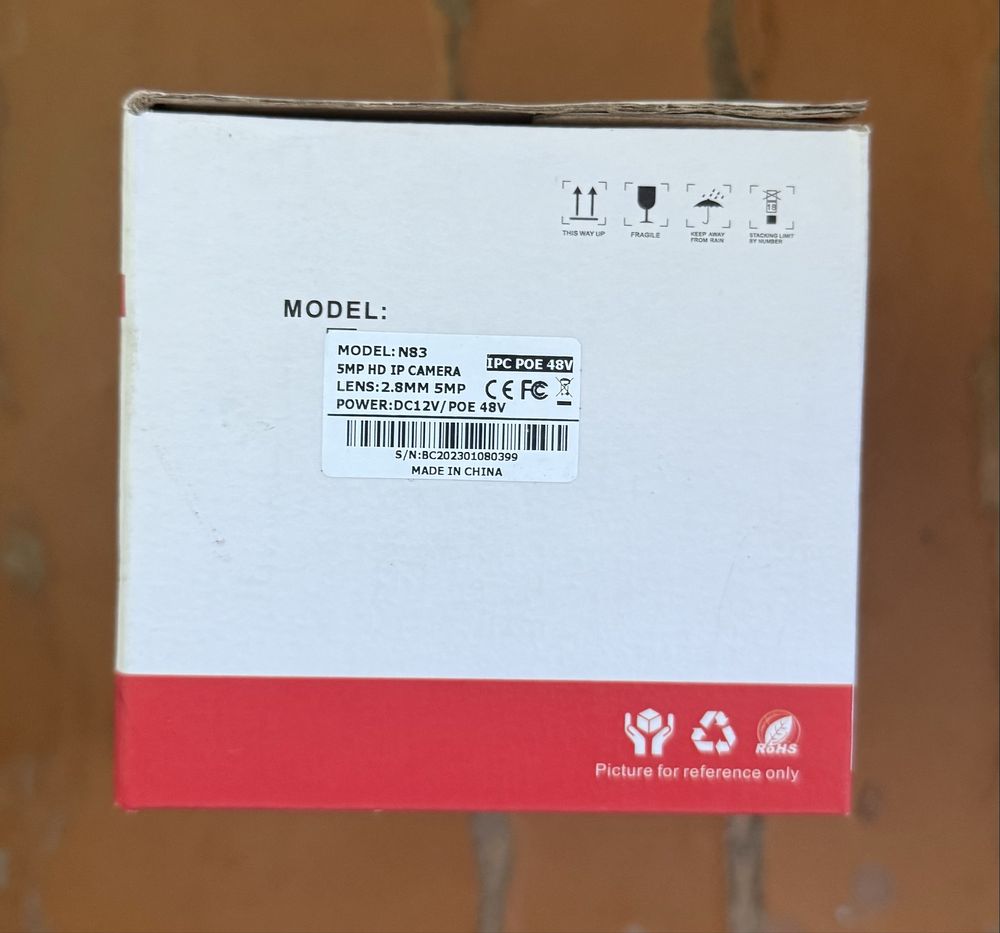 THIS WAY UP
FRAGILE
KEEP AWAY
FROM RAIN
18
STACKING LIMIT
BY NUMBER
MODEL:
MODEL: N83
IPC POE 48V
5MP HD IP CAMERA
LENS:2.8MM 5MP
CE FC
POWER:DC12V/POE 48V
S/N:BC202301080399
MADE IN CHINA
RoHS
Picture for reference only